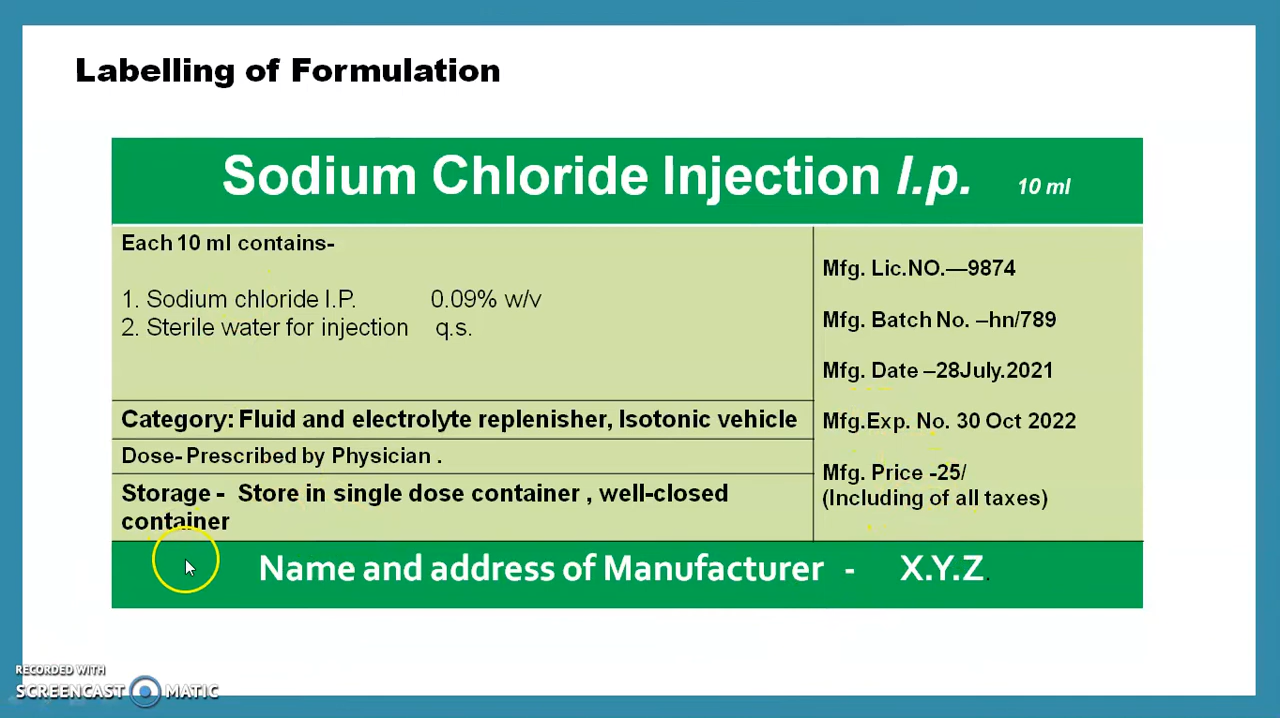 Labelling of Formulation
Sodium Chloride Injection I.p. 10 ml
Each 10 ml contains-
1. Sodium chloride I.P. 0.09% w/v
2. Sterile water for injection q.s.
Category: Fluid and electrolyte replenisher, Isotonic vehicle
Dose- Prescribed by Physician .
Storage - Store in single dose container , well-closed
container
Mfg. Lic.NO.—9874
Mfg. Batch No. –hn/789
Mfg. Date –28July.2021
Mfg.Exp. No. 30 Oct 2022
Mfg. Price -25/
(Including of all taxes)
Name and address of Manufacturer - X.Y.Z.
RECORDED WITH
SCREENCAST MATIC